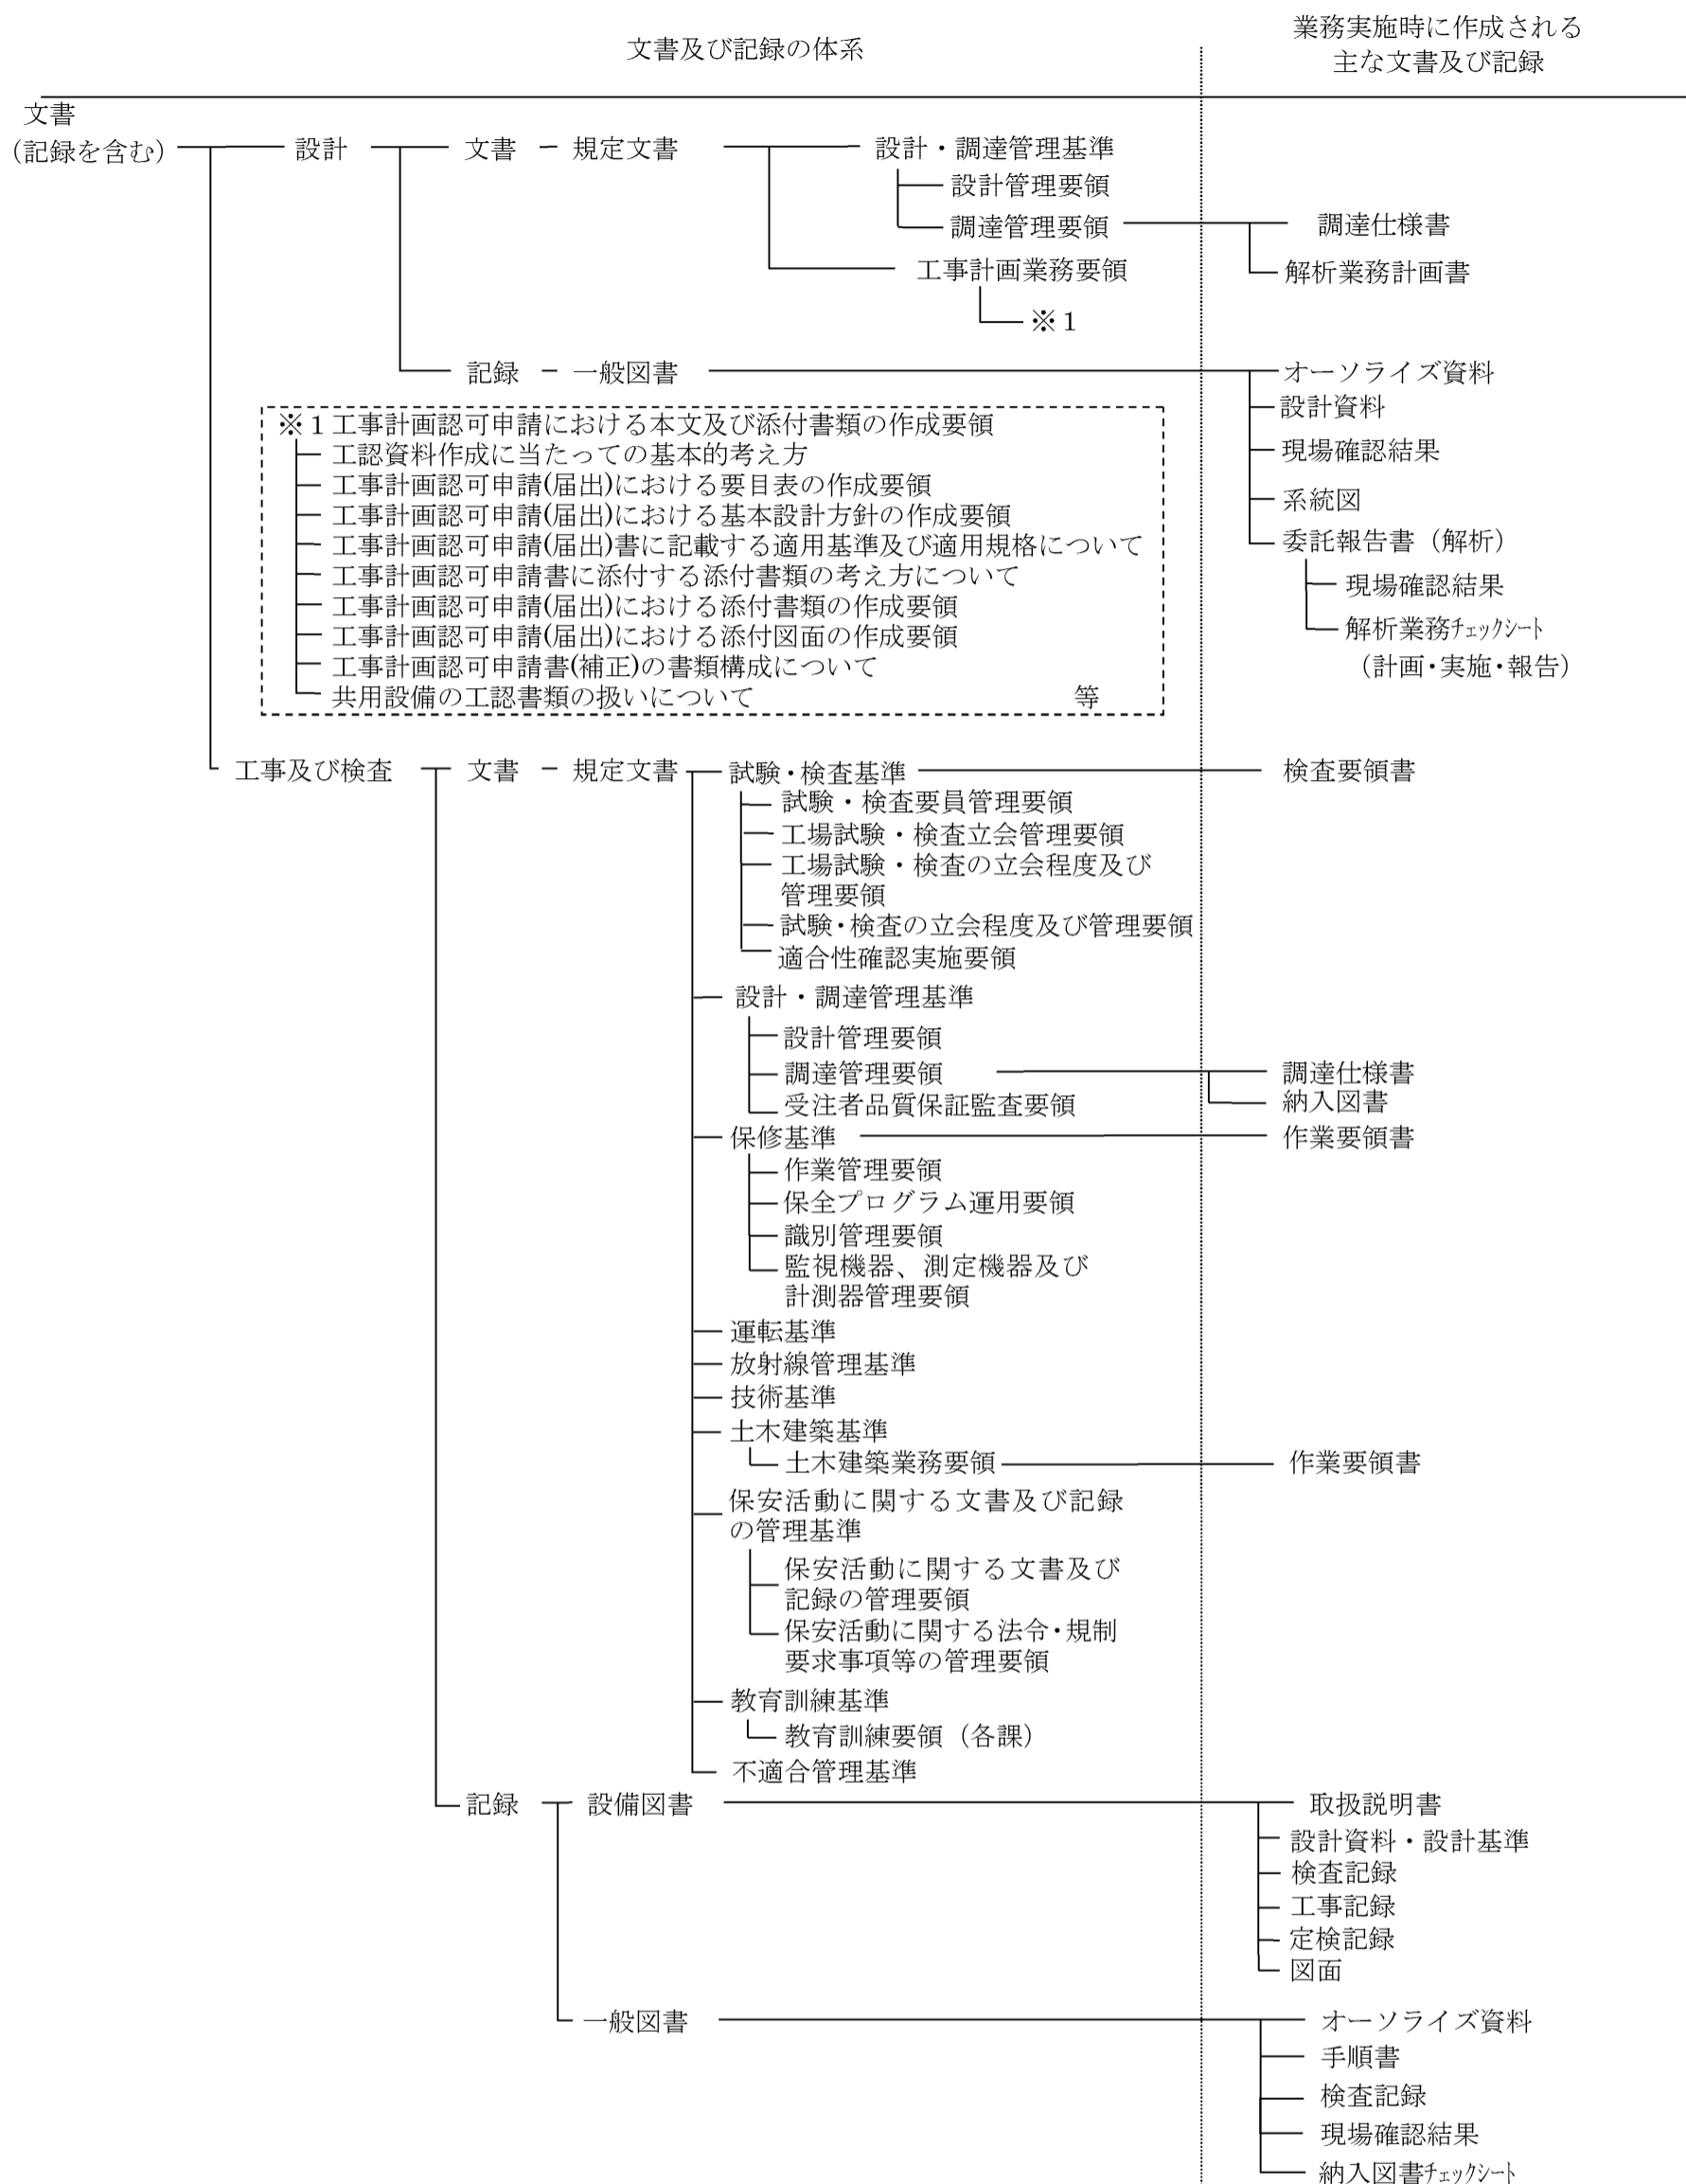 文書及び記録の体系
業務実施時に作成される
主な文書及び記録
文書
（記録を含む）
設計
文書
規定文書
設計・調達管理基準
設計管理要領
調達管理要領
調達仕様書
工事計画業務要領
解析業務計画書
※１
記録
一般図書
オーソライズ資料
設計資料
現場確認結果
系統図
委託報告書（解析）
現場確認結果
解析業務ﾁｪｯｸｼｰﾄ
（計画･実施･報告）
※１工事計画認可申請における本文及び添付書類の作成要領
工認資料作成に当たっての基本的考え方
工事計画認可申請(届出)における要目表の作成要領
工事計画認可申請(届出)における基本設計方針の作成要領
工事計画認可申請(届出)書に記載する適用基準及び適用規格について
工事計画認可申請書に添付する添付書類の考え方について
工事計画認可申請(届出)における添付書類の作成要領
工事計画認可申請(届出)における添付図面の作成要領
工事計画認可申請書(補正)の書類構成について
共用設備の工認書類の扱いについて 等
工事及び検査
文書
規定文書
試験･検査基準
検査要領書
試験・検査要員管理要領
工場試験・検査立会管理要領
工場試験・検査の立会程度及び
管理要領
試験･検査の立会程度及び管理要領
適合性確認実施要領
設計・調達管理基準
設計管理要領
調達管理要領
調達仕様書
納入図書
受注者品質保証監査要領
保修基準
作業要領書
作業管理要領
保全プログラム運用要領
識別管理要領
監視機器、測定機器及び
計測器管理要領
運転基準
放射線管理基準
技術基準
土木建築基準
土木建築業務要領
作業要領書
保安活動に関する文書及び記録
の管理基準
保安活動に関する文書及び
記録の管理要領
保安活動に関する法令･規制
要求事項等の管理要領
教育訓練基準
教育訓練要領（各課）
不適合管理基準
記録
設備図書
取扱説明書
設計資料・設計基準
検査記録
工事記録
定検記録
図面
一般図書
オーソライズ資料
手順書
検査記録
現場確認結果
納入図書ﾁｪｯｸｼｰﾄ